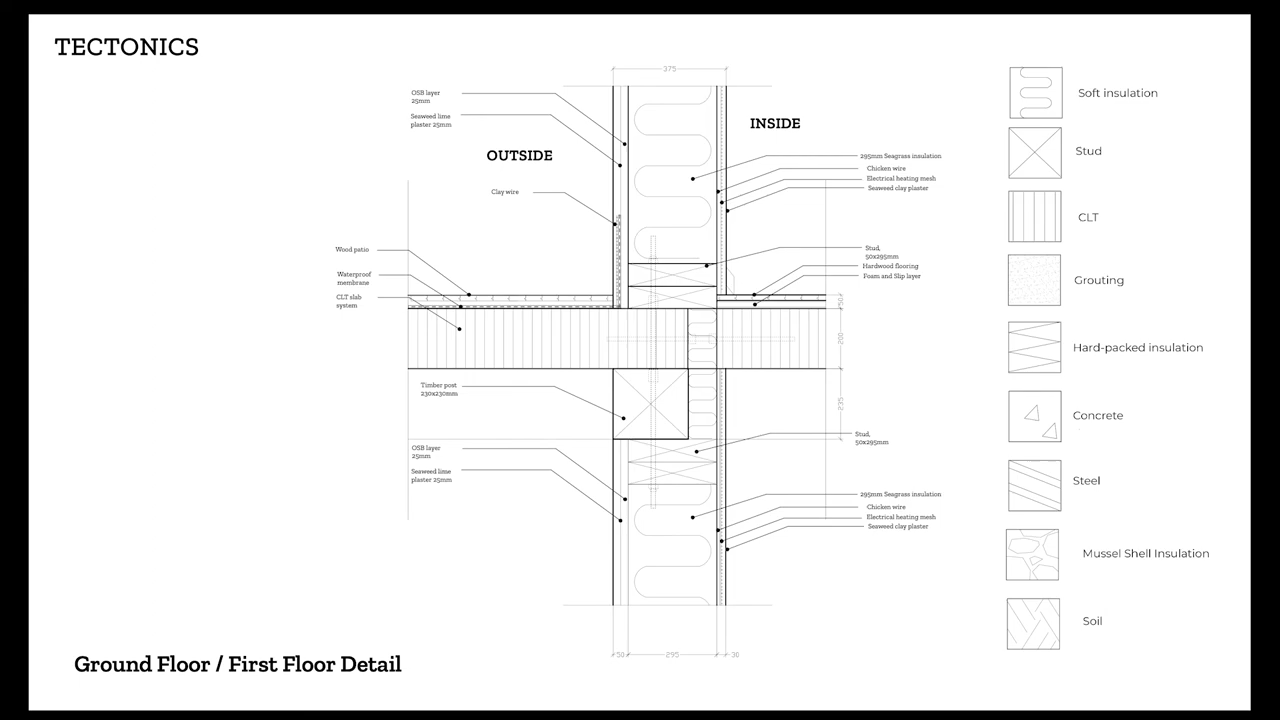 TECTONICS
375
OSB layer
25mm
Seaweed lime
plaster 25mm
OUTSIDE
INSIDE
Clay wire
295mm Seagrass insulation
Chicken wire
Electrical heating mesh
Seaweed clay plaster
Wood patio
Waterproof
membrane
CLT slab
system
Stud,
50x295mm
Hardwood flooring
Foam and Slip layer
50
200
235
Timber post
230x230mm
OSB layer
25mm
Seaweed lime
plaster 25mm
Stud,
50x295mm
295mm Seagrass insulation
Chicken wire
Electrical heating mesh
Seaweed clay plaster
50
295
30
Ground Floor / First Floor Detail
Soft insulation
Stud
CLT
Grouting
Hard-packed insulation
Concrete
Steel
Mussel Shell Insulation
Soil